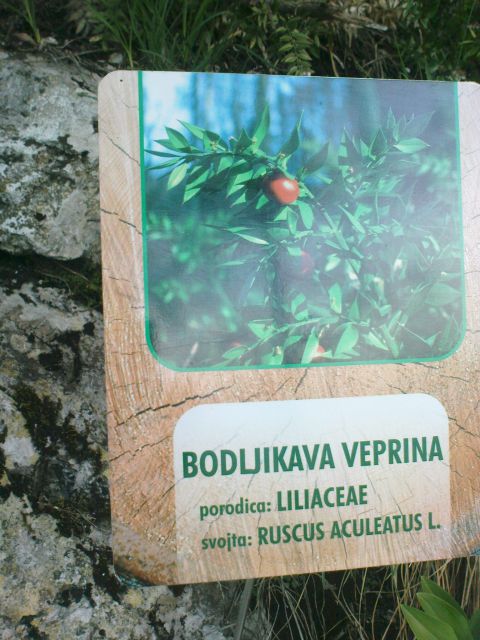 BODLJIKAVA VEPRINA
porodica: LILIACEAE
svojta: RUSCUS ACULEATUS L.